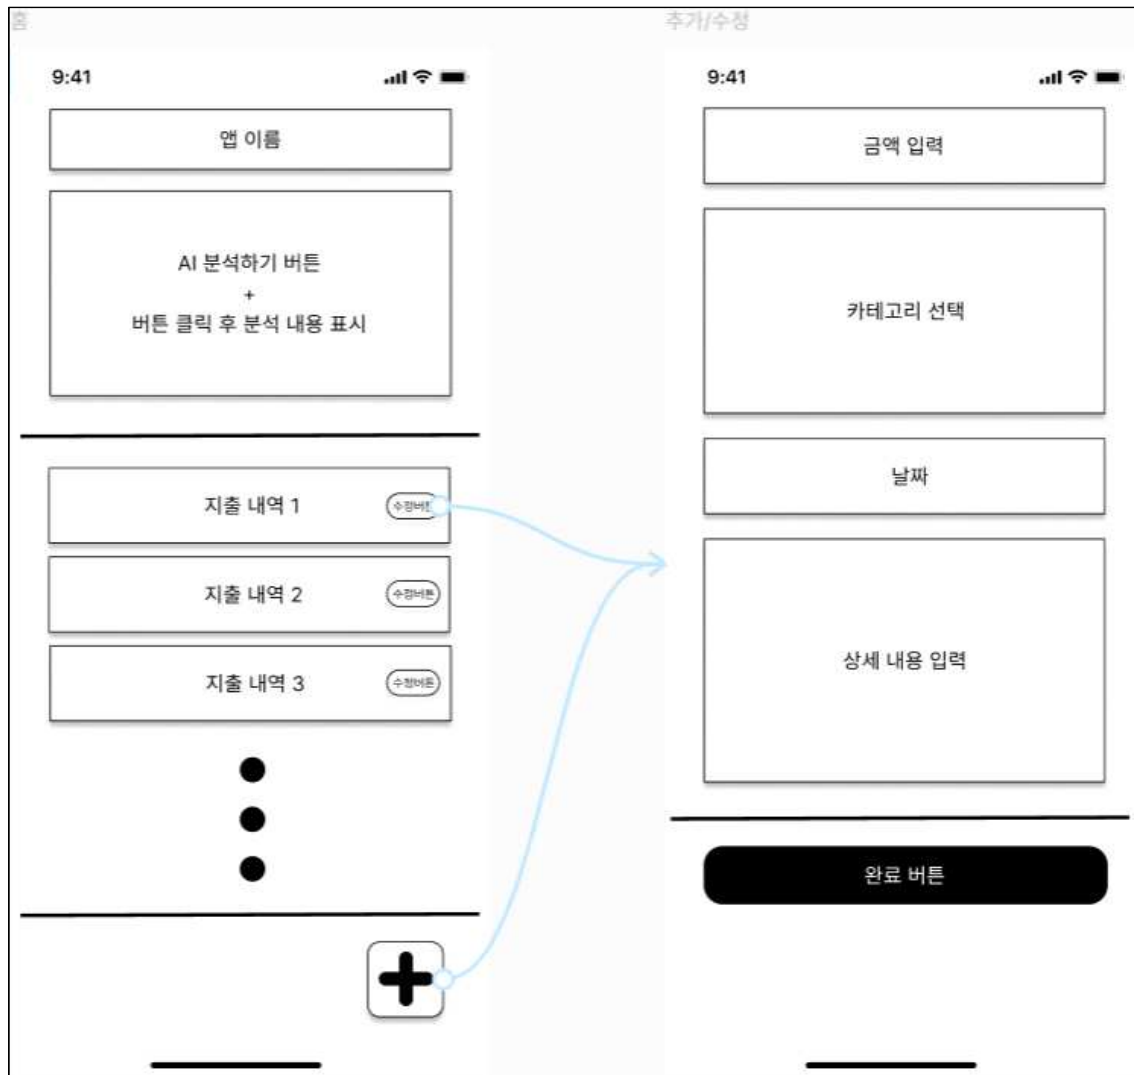 홈
9:41
앱 이름
AI 분석하기 버튼
+
버튼 클릭 후 분석 내용 표시
지출 내역 1
수정버튼
지출 내역 2
수정버튼
지출 내역 3
수정버튼
추가/수정
9:41
금액 입력
카테고리 선택
날짜
상세 내용 입력
완료 버튼